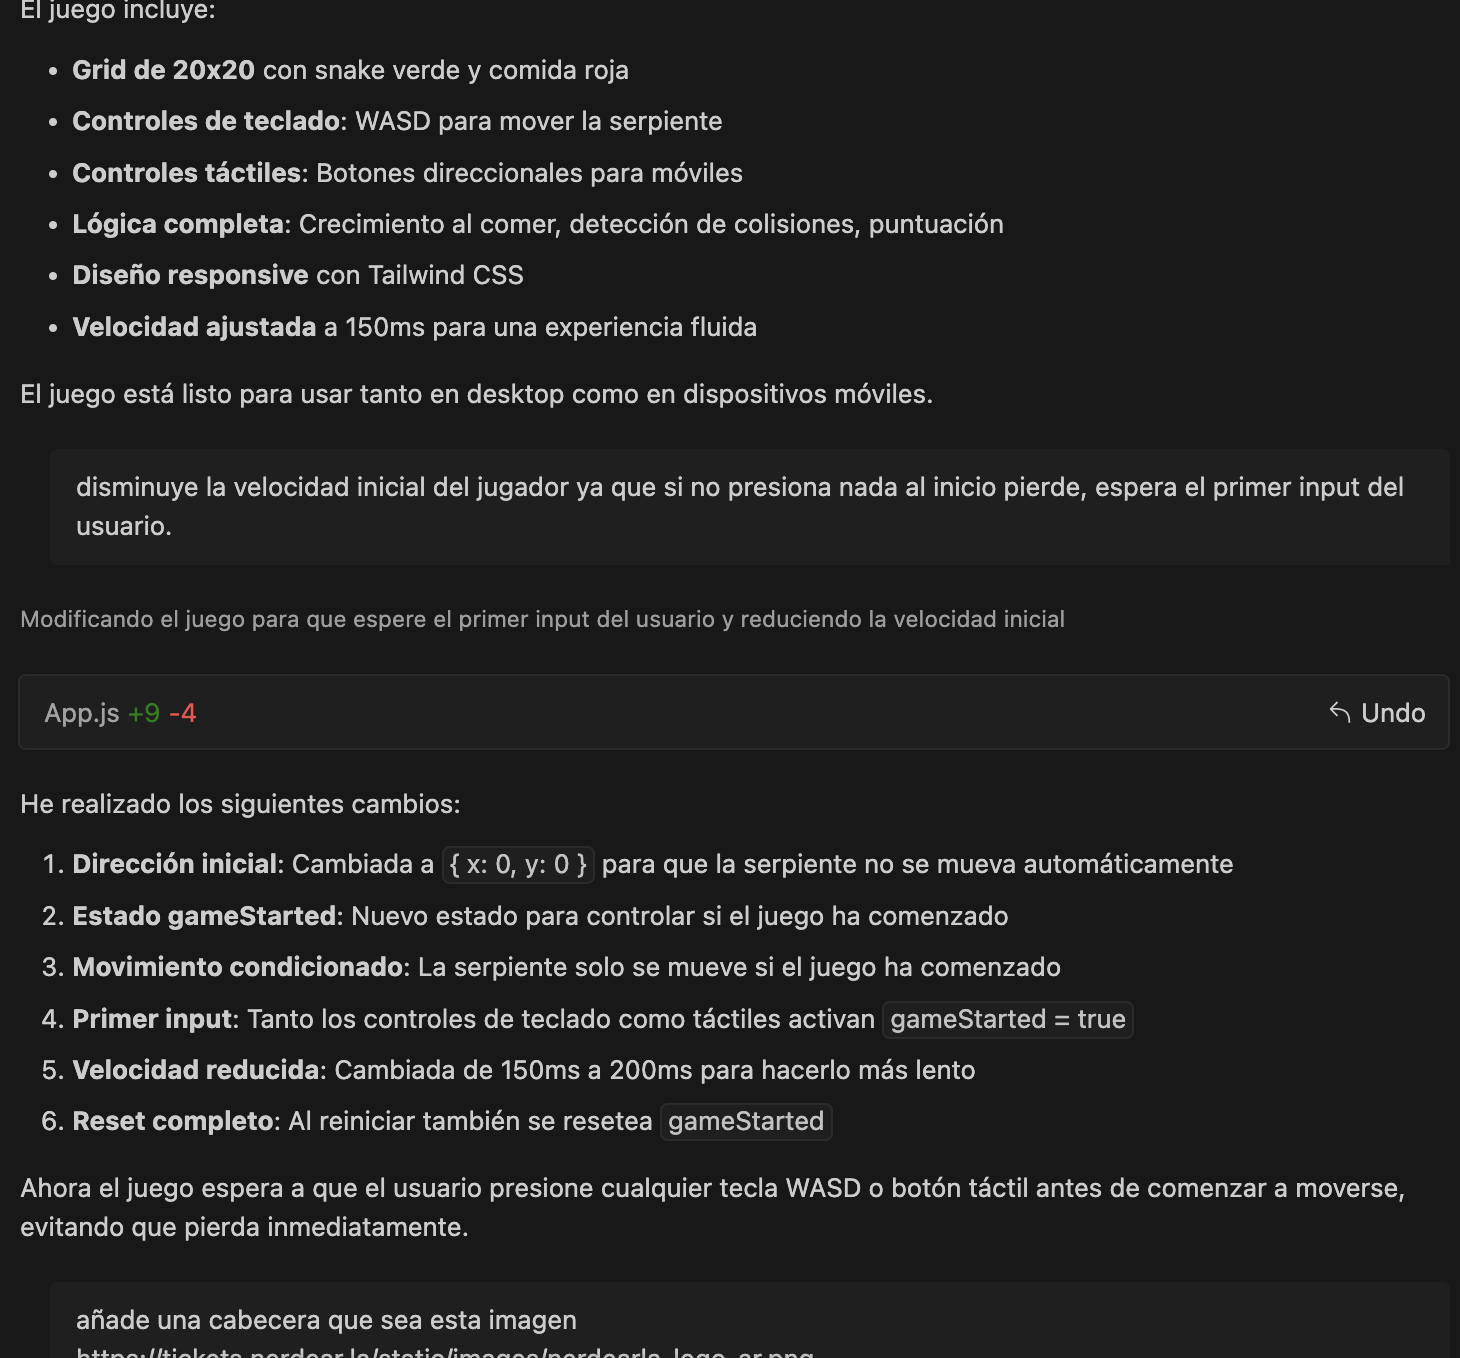 El juego incluye:
• Grid de 20x20 con snake verde y comida roja
• Controles de teclado: WASD para mover la serpiente
• Controles táctiles: Botones direccionales para móviles
• Lógica completa: Crecimiento al comer, detección de colisiones, puntuación
• Diseño responsive con Tailwind CSS
• Velocidad ajustada a 150ms para una experiencia fluida
El juego está listo para usar tanto en desktop como en dispositivos móviles.
disminuye la velocidad inicial del jugador ya que si no presiona nada al inicio pierde, espera el primer input del
usuario.
Modificando el juego para que espere el primer input del usuario y reduciendo la velocidad inicial
App.js +9 -4 Undo
He realizado los siguientes cambios:
1. Dirección inicial: Cambiada a { x: 0, y: 0 } para que la serpiente no se mueva automáticamente
2. Estado gameStarted: Nuevo estado para controlar si el juego ha comenzado
3. Movimiento condicionado: La serpiente solo se mueve si el juego ha comenzado
4. Primer input: Tanto los controles de teclado como táctiles activan gameStarted = true
5. Velocidad reducida: Cambiada de 150ms a 200ms para hacerlo más lento
6. Reset completo: Al reiniciar también se resetea gameStarted
Ahora el juego espera a que el usuario presione cualquier tecla WASD o botón táctil antes de comenzar a moverse,
evitando que pierda inmediatamente.
añade una cabecera que sea esta imagen
https://tickets.nerdear.la/static/images/nerdearla_logo_ar.png